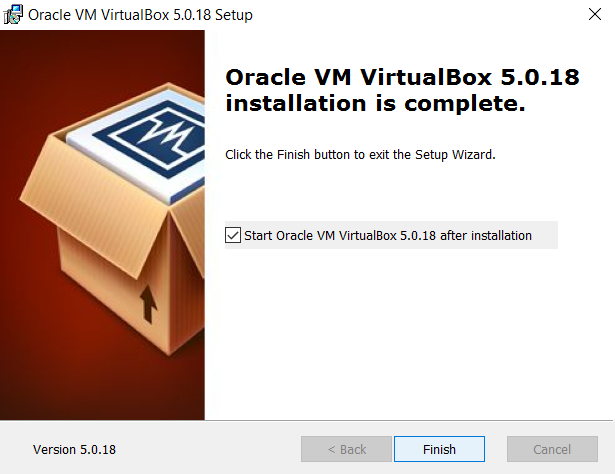 Oracle VM VirtualBox 5.0.18 Setup
Oracle VM VirtualBox 5.0.18
installation is complete.
Click the Finish button to exit the Setup Wizard.
Start Oracle VM VirtualBox 5.0.18 after installation
Version 5.0.18
< Back
Finish
Cancel